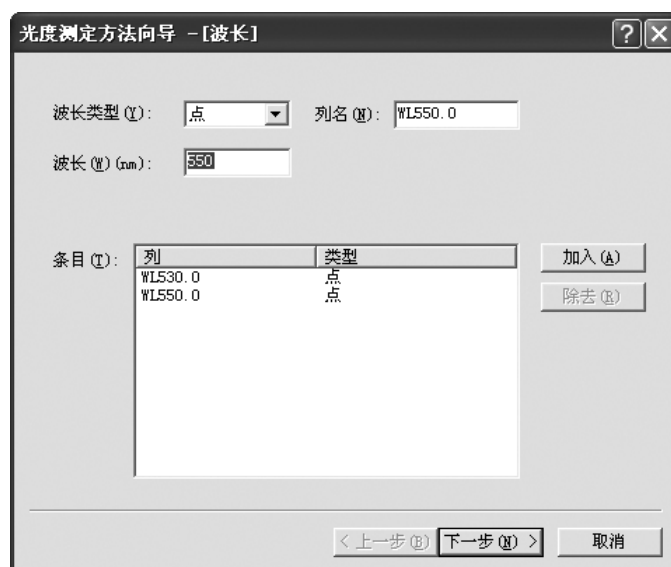 光度测定方法向导 -[波长]
波长类型(Y): 点 列名(N): WL550.0
波长(W)(nm): 550
条目(T): 列 类型 加入(A)
WL530.0 点
WL550.0 点 除去(R)
< 上一步(B) 下一步(N) > 取消